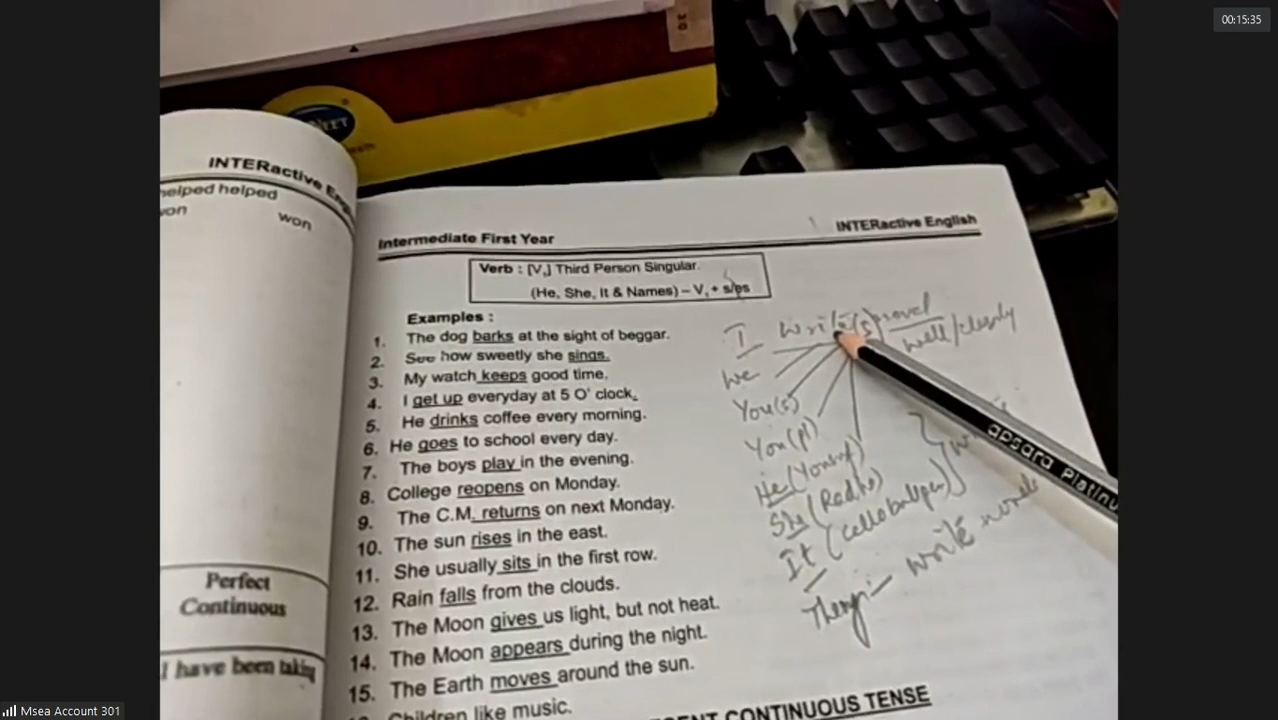 00:15:35
INTERactive Eng
helped helped
won won
Perfect
Continuous
I have been taking
Intermediate First Year INTERactive English
Verb : [V₁] Third Person Singular.
(He, She, It & Names) – V₁ + s/es
Examples :
1. The dog barks at the sight of beggar.
2. See how sweetly she sings.
3. My watch keeps good time.
4. I get up everyday at 5 O' clock.
5. He drinks coffee every morning.
6. He goes to school every day.
7. The boys play in the evening.
8. College reopens on Monday.
9. The C.M. returns on next Monday.
10. The sun rises in the east.
11. She usually sits in the first row.
12. Rain falls from the clouds.
13. The Moon gives us light, but not heat.
14. The Moon appears during the night.
15. The Earth moves around the sun.
Children like music.
CONTINUOUS TENSE
I write(s) novel
well/clearly
We
You(s)
You(pl)
He
She
It
They:- write
apsara Platinu
Msea Account 301